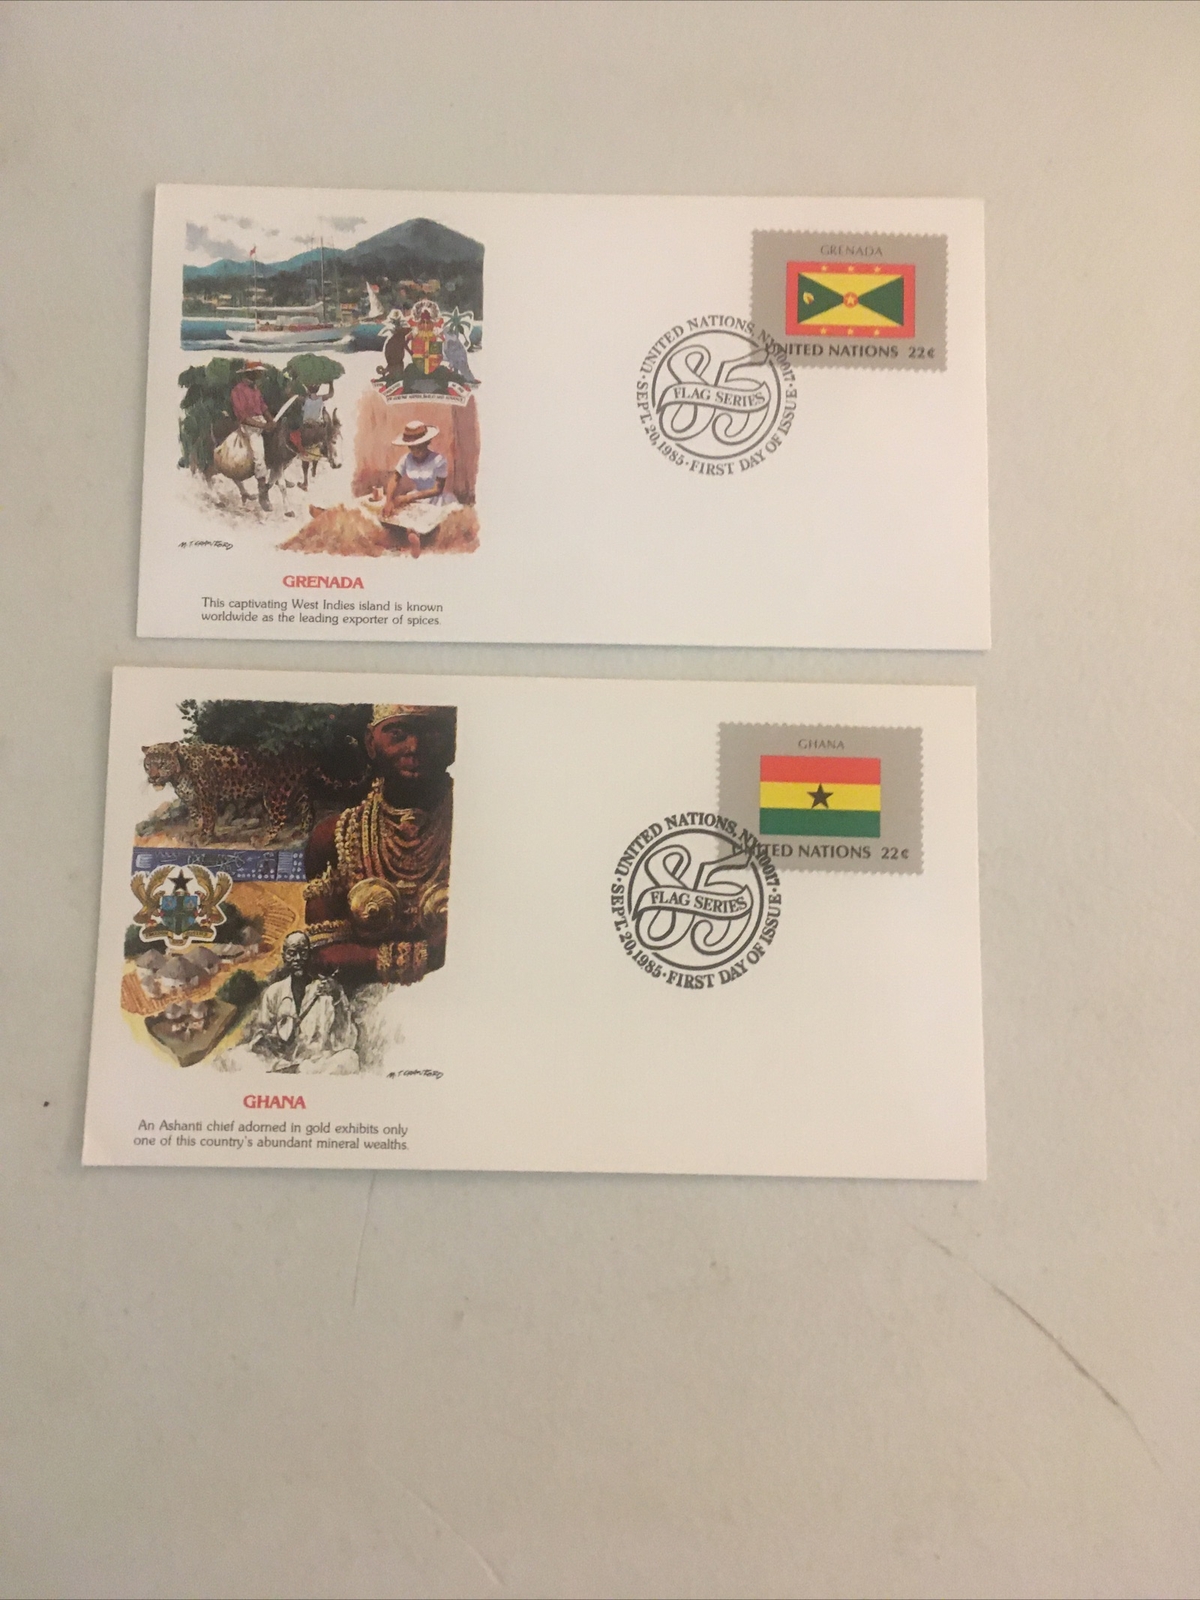 GRENADA
UNITED NATIONS 22¢
UNITED NATIONS, NY 10017 · SEPT. 20, 1985 · FIRST DAY OF ISSUE ·
85
FLAG SERIES
GRENADA
This captivating West Indies island is known
worldwide as the leading exporter of spices.
GHANA
UNITED NATIONS 22¢
UNITED NATIONS, NY 10017 · SEPT. 20, 1985 · FIRST DAY OF ISSUE ·
85
FLAG SERIES
GHANA
An Ashanti chief adorned in gold exhibits only
one of this country's abundant mineral wealths.